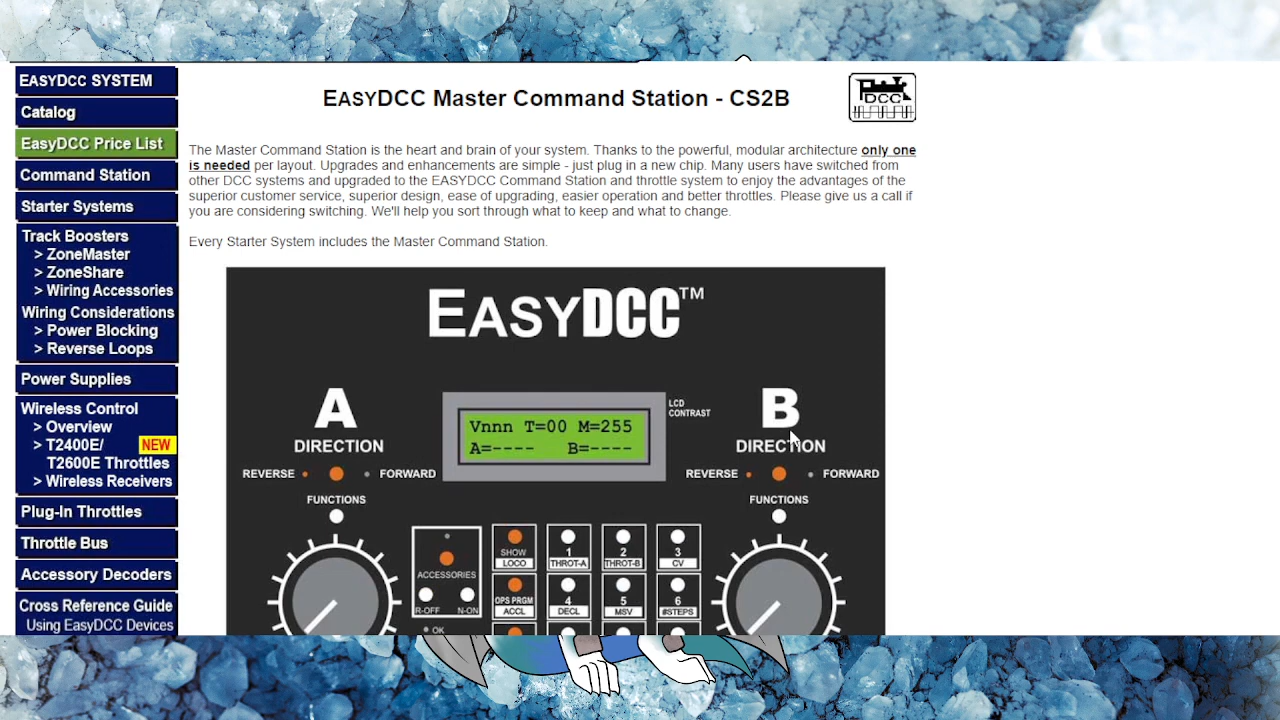 EASYDCC SYSTEM
Catalog
EasyDCC Price List
Command Station
Starter Systems
Track Boosters
> ZoneMaster
> ZoneShare
> Wiring Accessories
Wiring Considerations
> Power Blocking
> Reverse Loops
Power Supplies
Wireless Control
> Overview
> T2400E/ NEW
T2600E Throttles
> Wireless Receivers
Plug-In Throttles
Throttle Bus
Accessory Decoders
Cross Reference Guide
Using EasyDCC Devices
EASYDCC Master Command Station - CS2B
DCC
The Master Command Station is the heart and brain of your system. Thanks to the powerful, modular architecture only one
is needed per layout. Upgrades and enhancements are simple - just plug in a new chip. Many users have switched from
other DCC systems and upgraded to the EASYDCC Command Station and throttle system to enjoy the advantages of the
superior customer service, superior design, ease of upgrading, easier operation and better throttles. Please give us a call if
you are considering switching. We'll help you sort through what to keep and what to change.
Every Starter System includes the Master Command Station.
EASYDCC™
A
DIRECTION
REVERSE FORWARD
FUNCTIONS
Vnnn T=00 M=255
A=---- B=----
LCD
CONTRAST
B
DIRECTION
REVERSE FORWARD
FUNCTIONS
ACCESSORIES
R-OFF N-ON
OK
SHOW 1 2 3
LOCO THROT-A THROT-B CV
OPS PRGM 4 5 6
ACCL DECL MSV #STEPS